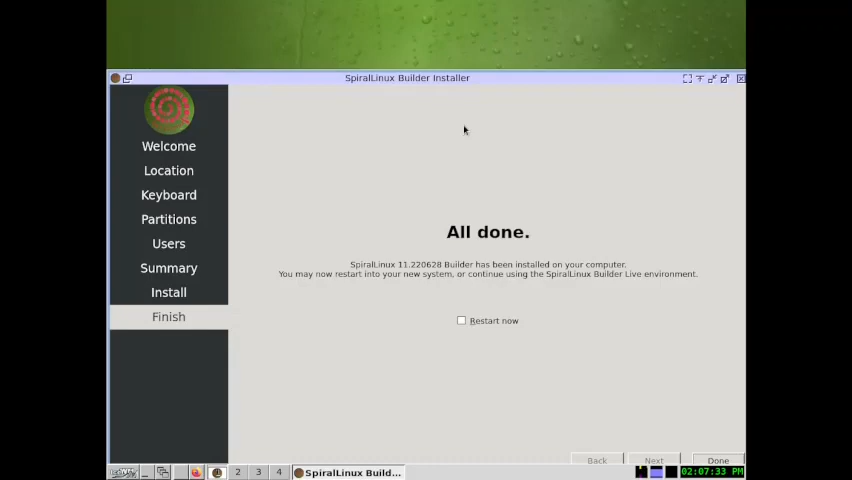 SpiralLinux Builder Installer
Welcome
Location
Keyboard
Partitions
Users
Summary
Install
Finish
All done.
SpiralLinux 11.220628 Builder has been installed on your computer.
You may now restart into your new system, or continue using the SpiralLinux Builder Live environment.
Restart now
Back Next Done
2 3 4 SpiralLinux Build... 02:07:33 PM